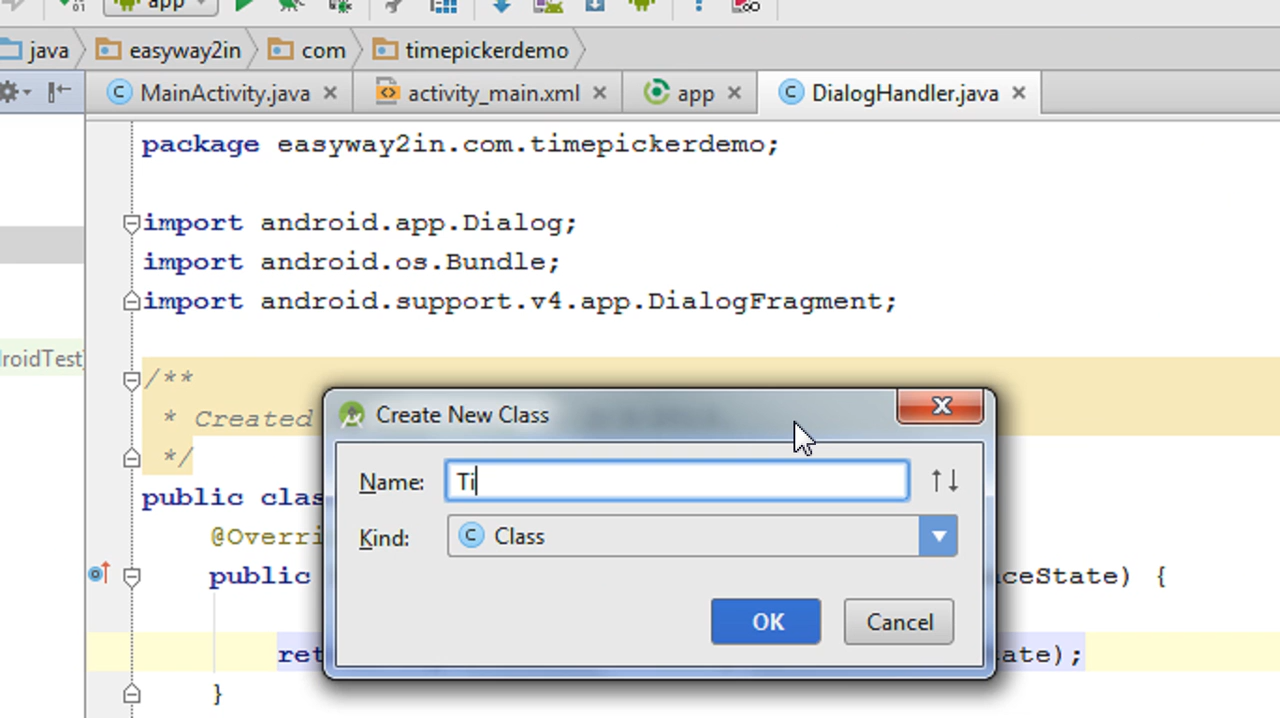 app
java easyway2in com timepickerdemo
MainActivity.java activity_main.xml app DialogHandler.java
package easyway2in.com.timepickerdemo;
import android.app.Dialog;
import android.os.Bundle;
import android.support.v4.app.DialogFragment;
roidTest
/**
* Created
*/
Create New Class
Name: Ti
Kind: Class
OK Cancel
public clas
@Overri
public ceState) {
ret ate);
}